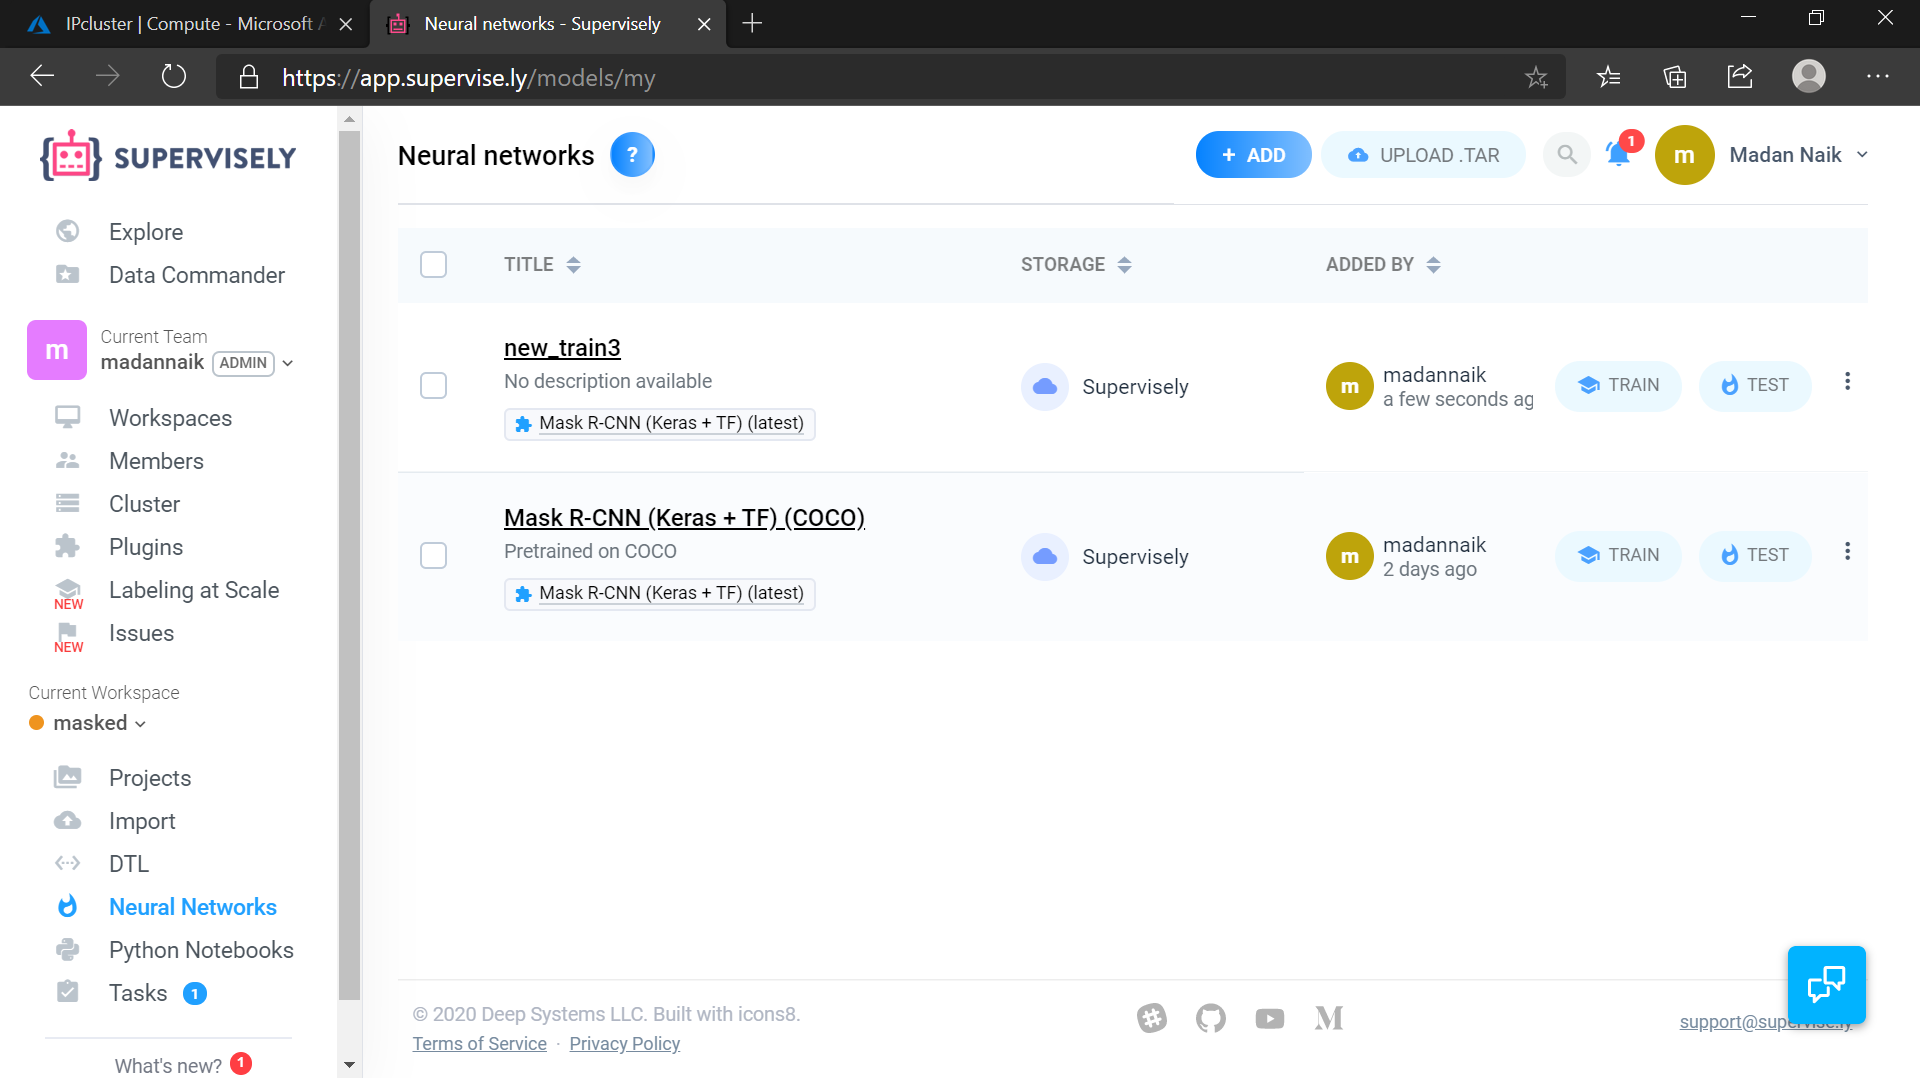 IPcluster | Compute - Microsoft A
Neural networks - Supervisely
https://app.supervise.ly/models/my
SUPERVISELY
Explore
Data Commander
m
Current Team
madannaik ADMIN
Workspaces
Members
Cluster
Plugins
Labeling at Scale
NEW
Issues
NEW
Current Workspace
masked
Projects
Import
DTL
Neural Networks
Python Notebooks
Tasks 1
What's new? 1
Neural networks ?
+ ADD
UPLOAD .TAR
1
m
Madan Naik
TITLE STORAGE ADDED BY
new_train3
No description available
Mask R-CNN (Keras + TF) (latest)
Supervisely
m
madannaik
a few seconds ag
TRAIN
TEST
Mask R-CNN (Keras + TF) (COCO)
Pretrained on COCO
Mask R-CNN (Keras + TF) (latest)
Supervisely
m
madannaik
2 days ago
TRAIN
TEST
© 2020 Deep Systems LLC. Built with icons8.
Terms of Service · Privacy Policy
M
support@supervise.ly